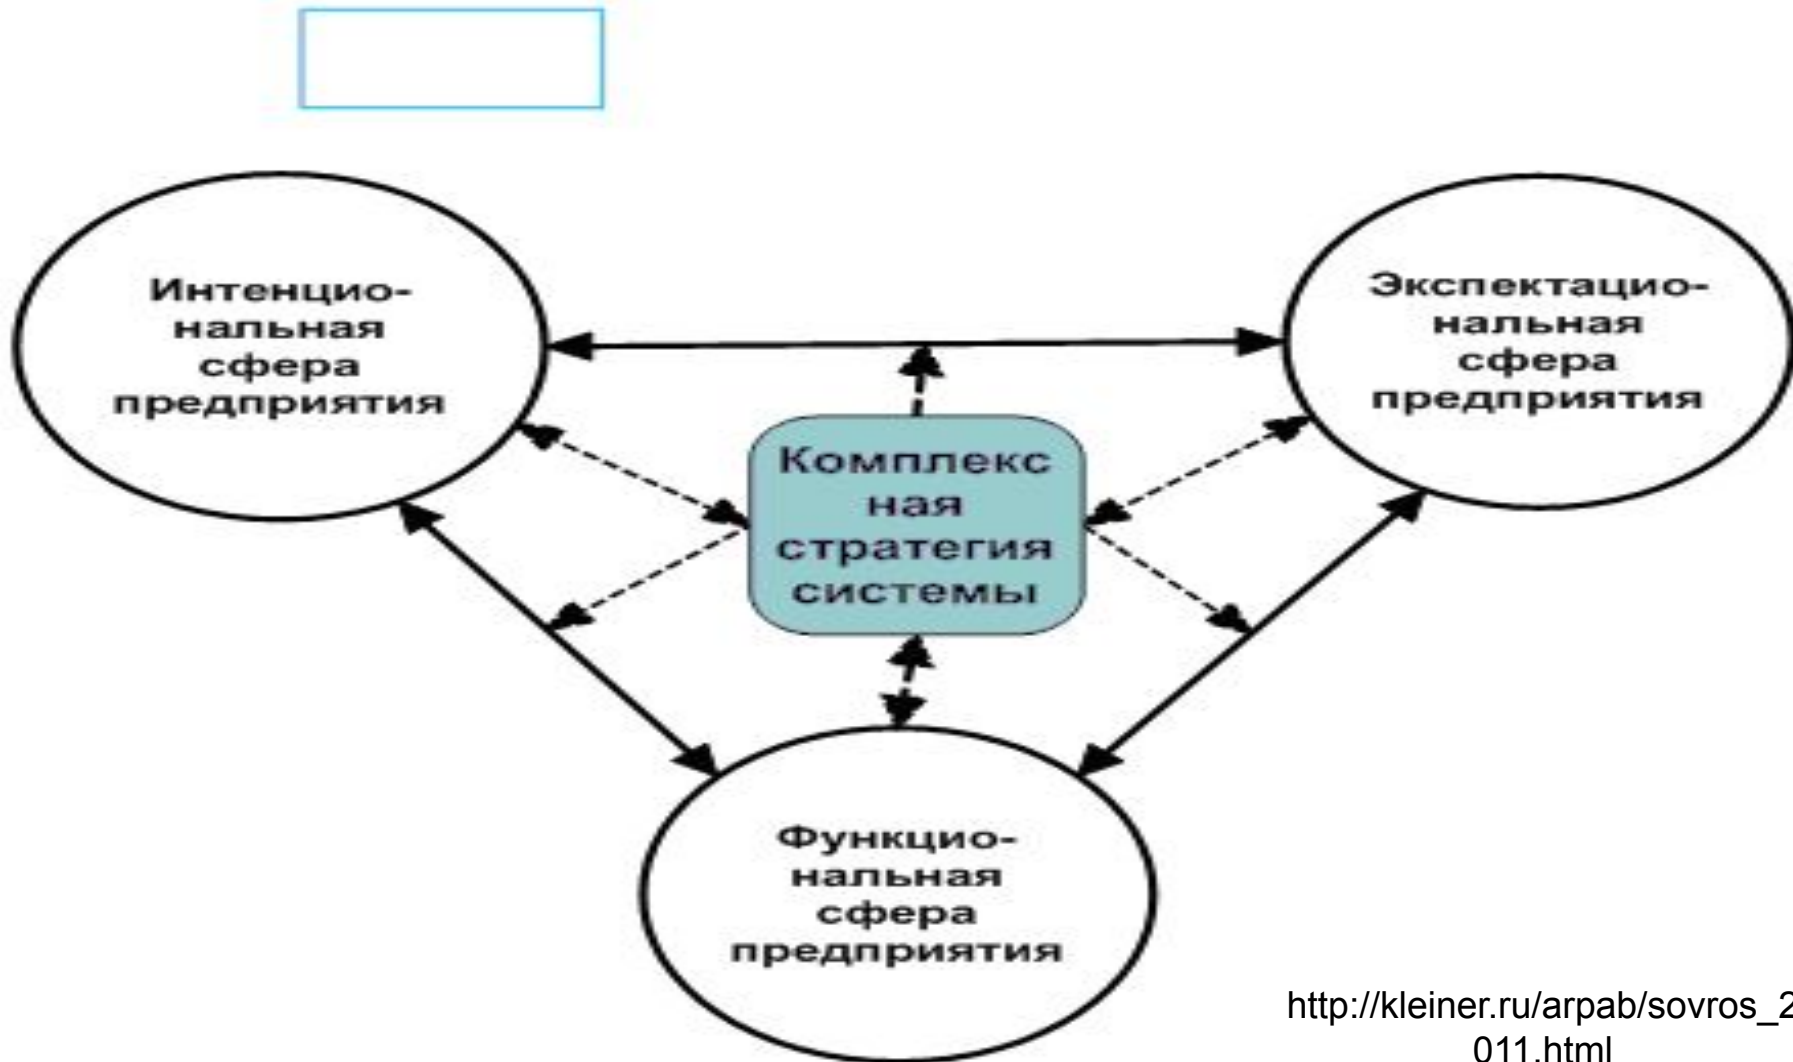 Интенцио-
нальная
сфера
предприятия
Экспектацио-
нальная
сфера
предприятия
Комплекс
ная
стратегия
системы
Функцио-
нальная
сфера
предприятия
http://kleiner.ru/arpab/sovros_2
011.html